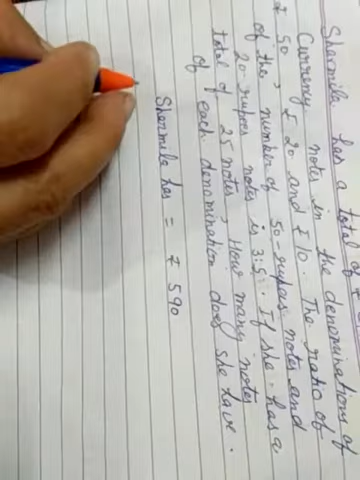 Sharmila has a total of ₹
Currency notes in the denominations of
₹ 50, ₹ 20 and ₹ 10. The ratio of
of the, number of 50-rupees notes and
20 rupees notes is 3:5. If she has a
total of 25 notes, How many notes
of each denomination does she have.
Sharmila has = ₹ 590